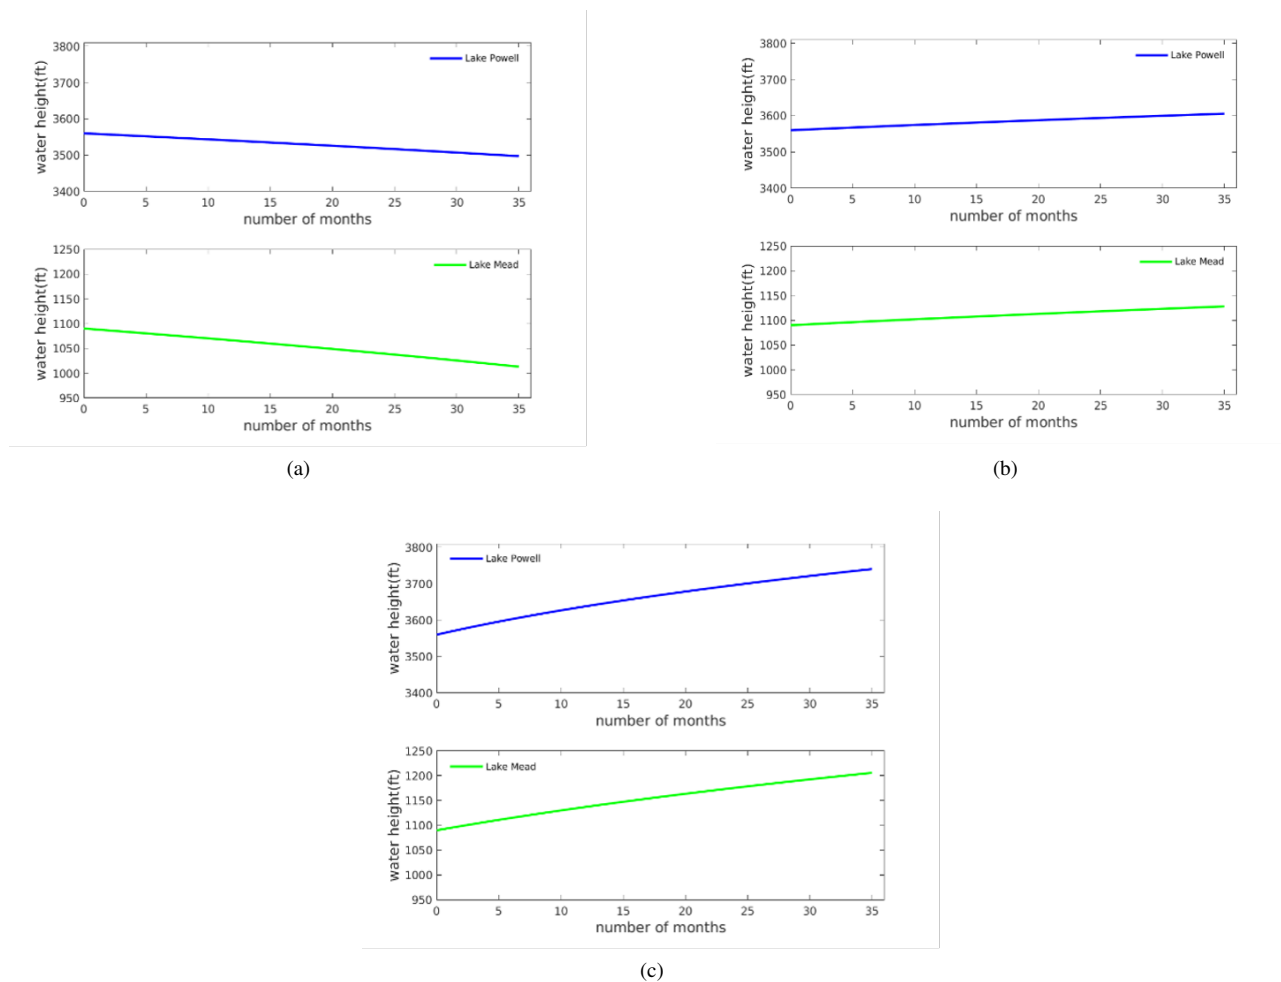 3800
3700
3600
3500
3400
water height(ft)
Lake Powell
0 5 10 15 20 25 30 35
number of months
1250
1200
1150
1100
1050
1000
950
water height(ft)
Lake Mead
0 5 10 15 20 25 30 35
number of months
(a)
3800
3700
3600
3500
3400
water height(ft)
Lake Powell
0 5 10 15 20 25 30 35
number of months
1250
1200
1150
1100
1050
1000
950
water height(ft)
Lake Mead
0 5 10 15 20 25 30 35
number of months
(b)
3800
3700
3600
3500
3400
water height(ft)
Lake Powell
0 5 10 15 20 25 30 35
number of months
1250
1200
1150
1100
1050
1000
950
water height(ft)
Lake Mead
0 5 10 15 20 25 30 35
number of months
(c)